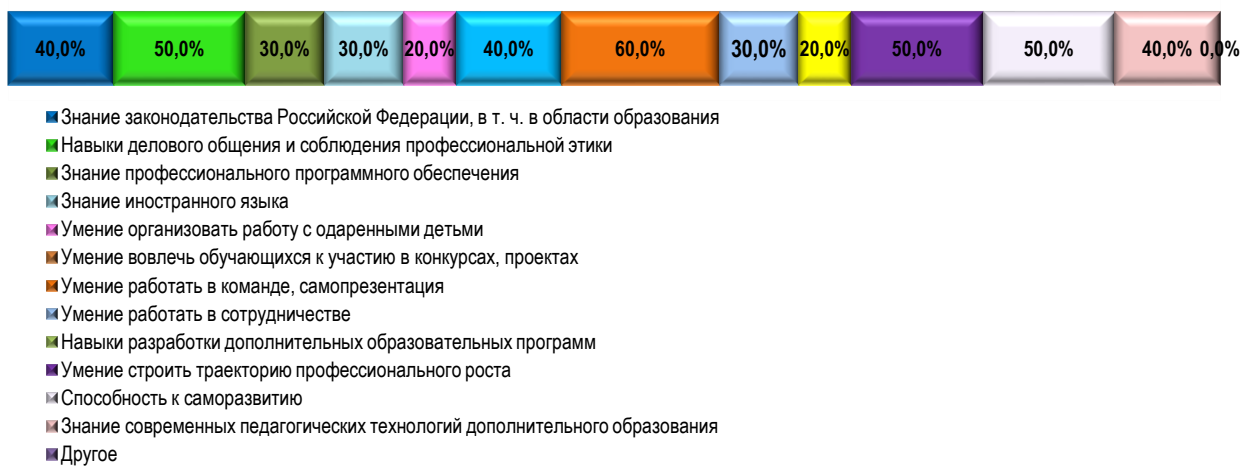 40,0% 50,0% 30,0% 30,0% 20,0% 40,0% 60,0% 30,0% 20,0% 50,0% 50,0% 40,0% 0,0%
Знание законодательства Российской Федерации, в т. ч. в области образования
Навыки делового общения и соблюдения профессиональной этики
Знание профессионального программного обеспечения
Знание иностранного языка
Умение организовать работу с одаренными детьми
Умение вовлечь обучающихся к участию в конкурсах, проектах
Умение работать в команде, самопрезентация
Умение работать в сотрудничестве
Навыки разработки дополнительных образовательных программ
Умение строить траекторию профессионального роста
Способность к саморазвитию
Знание современных педагогических технологий дополнительного образования
Другое